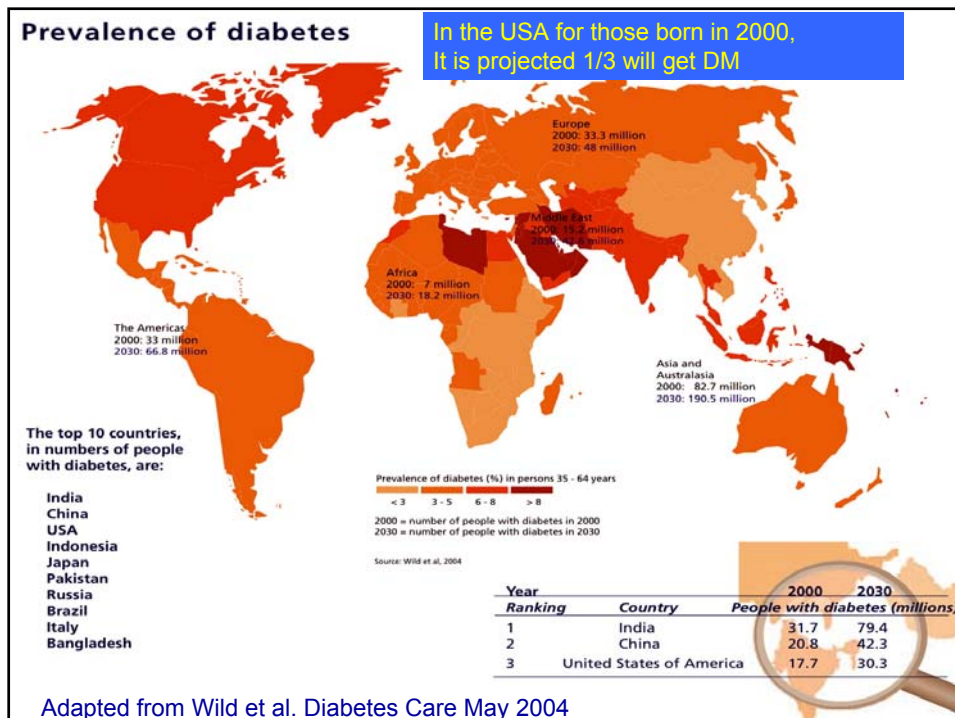 Prevalence of diabetes
In the USA for those born in 2000,
It is projected 1/3 will get DM
Europe
2000: 33.3 million
2030: 48 million
Middle East
2000: 15.2 million
2030: 42.6 million
Africa
2000: 7 million
2030: 18.2 million
The Americas
2000: 33 million
2030: 66.8 million
Asia and
Australasia
2000: 82.7 million
2030: 190.5 million
The top 10 countries,
in numbers of people
with diabetes, are:
India
China
USA
Indonesia
Japan
Pakistan
Russia
Brazil
Italy
Bangladesh
Prevalence of diabetes (%) in persons 35 - 64 years
< 3 3 - 5 6 - 8 > 8
2000 = number of people with diabetes in 2000
2030 = number of people with diabetes in 2030
Source: Wild et al, 2004
Year 2000 2030
Ranking Country People with diabetes (millions)
1 India 31.7 79.4
2 China 20.8 42.3
3 United States of America 17.7 30.3
Adapted from Wild et al. Diabetes Care May 2004